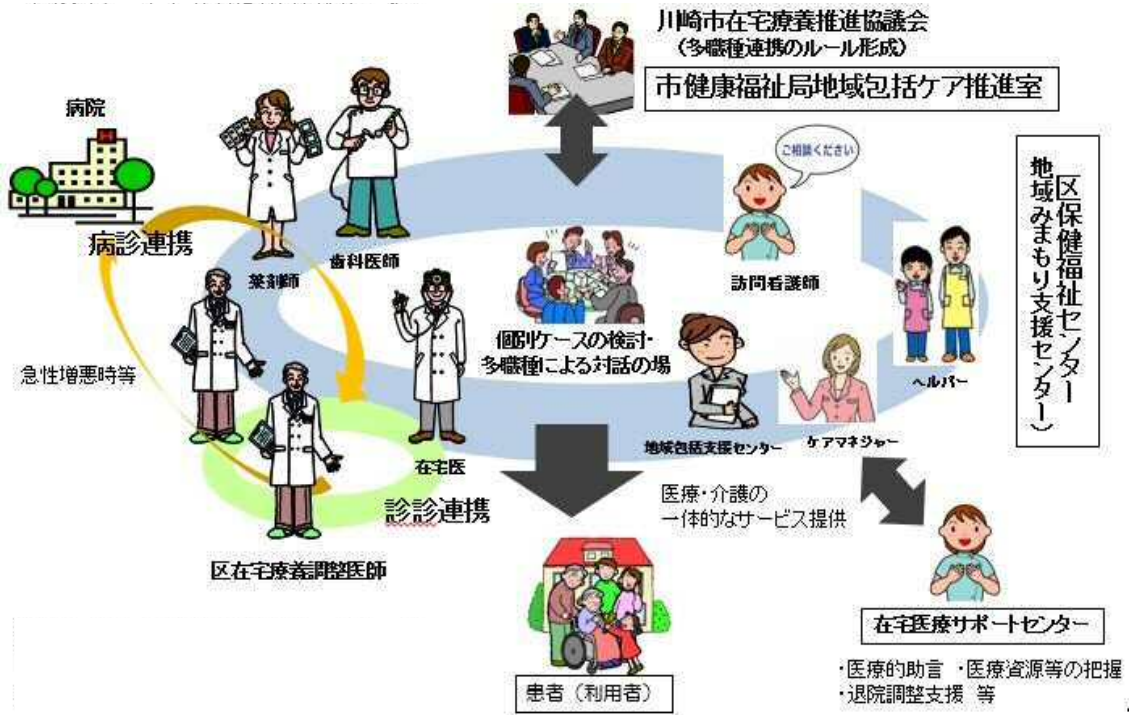 川崎市在宅療養推進協議会
（多職種連携のルール形成）
市健康福祉局地域包括ケア推進室
病院
ご相談ください
区保健福祉センター
（地域みまもり支援センター）
病診連携
薬剤師
歯科医師
訪問看護師
個別ケースの検討・
多職種による対話の場
急性増悪時等
ヘルパー
地域包括支援センター
ケアマネジャー
在宅医
診診連携
医療・介護の
一体的なサービス提供
区在宅療養調整医師
在宅医療サポートセンター
・医療的助言 ・医療資源等の把握
・退院調整支援 等
患者（利用者）